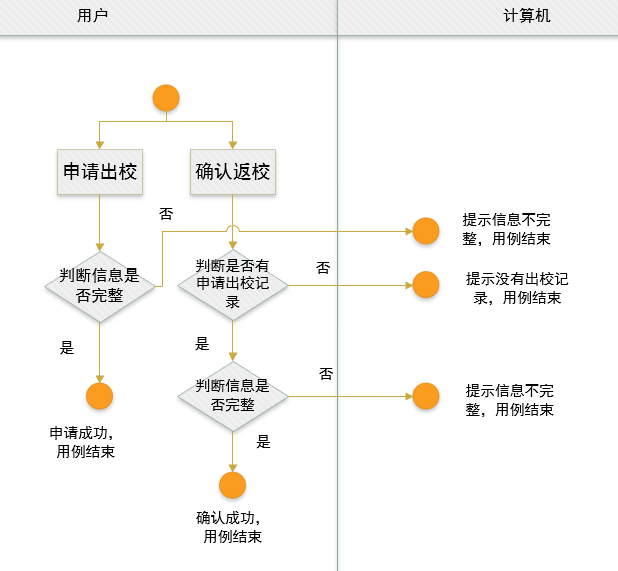 用户
计算机
申请出校
确认返校
否
提示信息不完
整，用例结束
判断信息是
否完整
判断是否有
申请出校记
录
否
提示没有出校记
录，用例结束
是
是
判断信息是
否完整
否
提示信息不完
整，用例结束
申请成功，
用例结束
是
确认成功，
用例结束